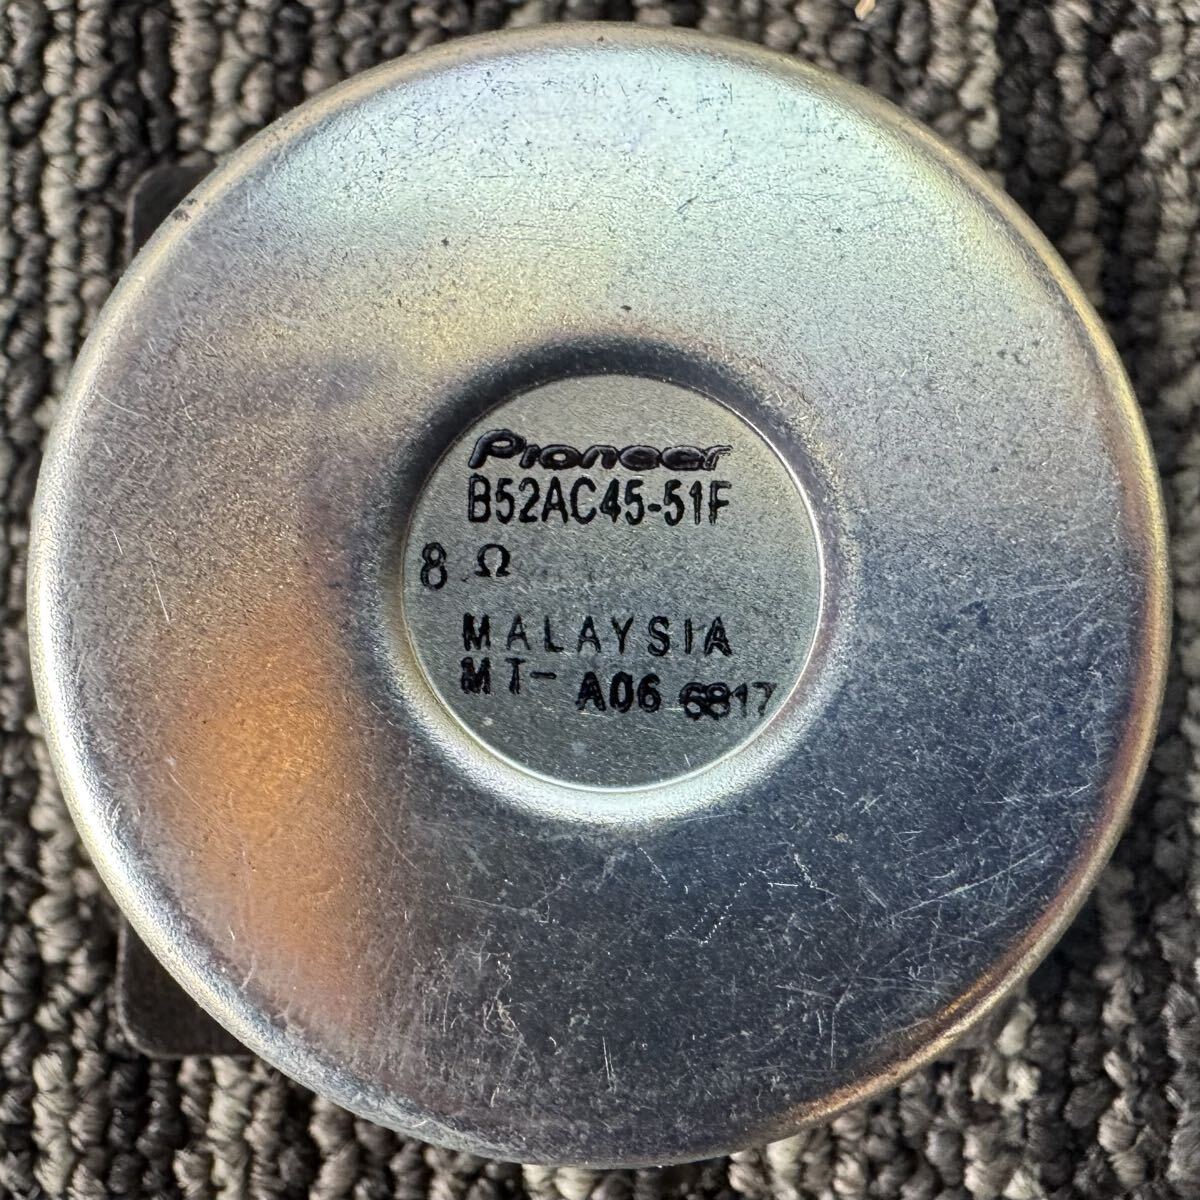 Pioneer
B52AC45-51F
8 Ω
MALAYSIA
MT- A06 6817